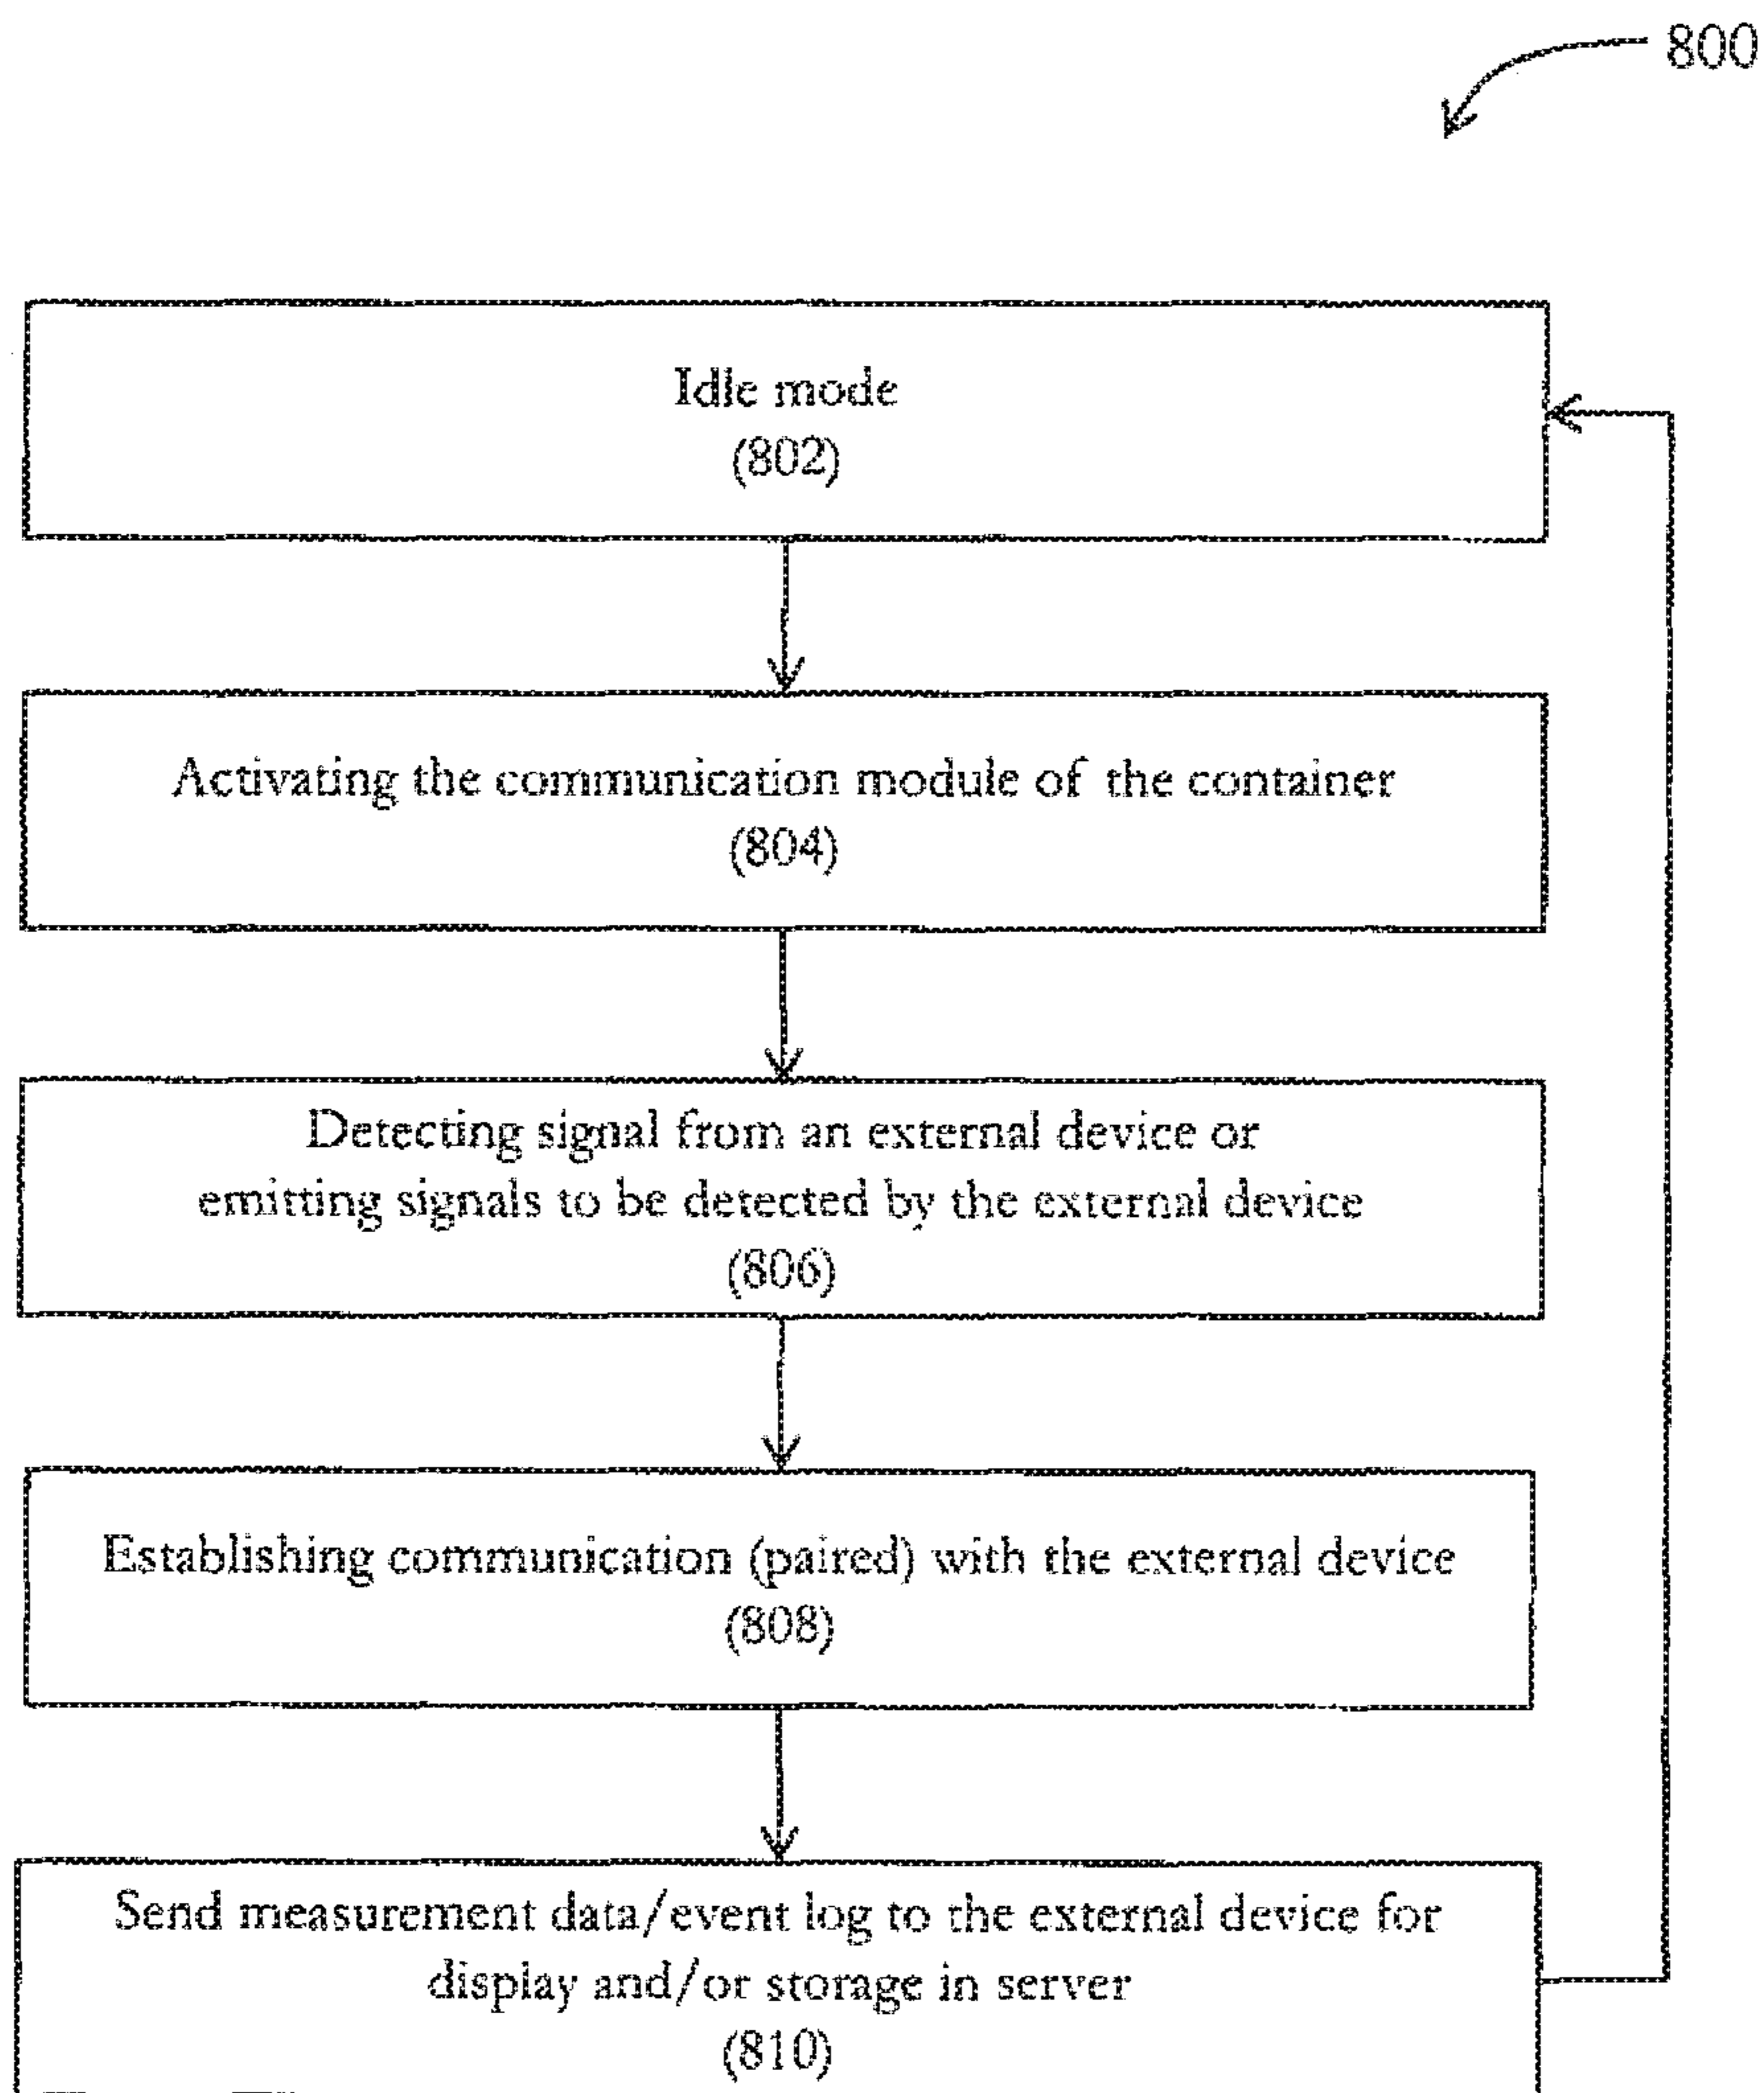 800
Idle mode
(802)
Activating the communication module of the container
(804)
Detecting signal from an external device or
emitting signals to be detected by the external device
(806)
Establishing communication (paired) with the external device
(808)
Send measurement data/event log to the external device for
display and/or storage in server
(810)